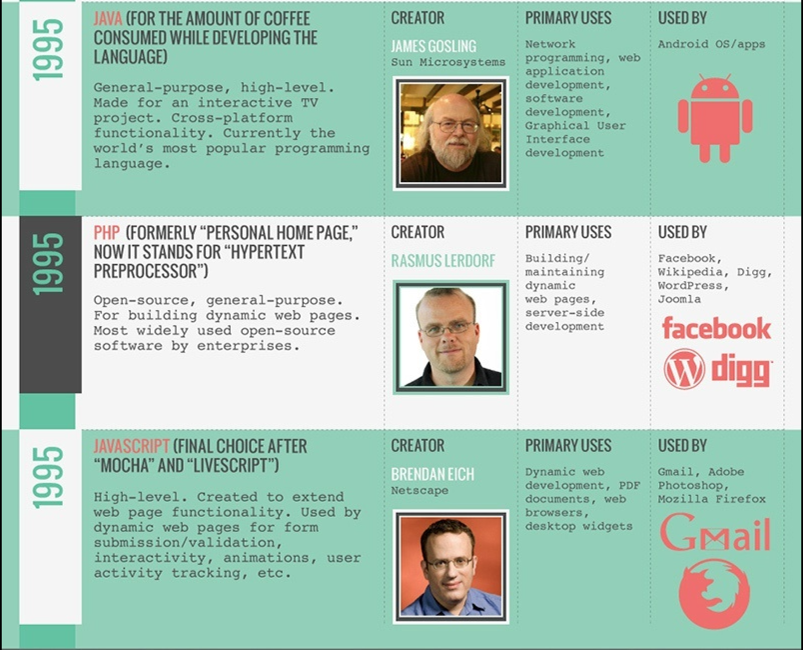 1995
JAVA (FOR THE AMOUNT OF COFFEE
CONSUMED WHILE DEVELOPING THE
LANGUAGE)
General-purpose, high-level.
Made for an interactive TV
project. Cross-platform
functionality. Currently the
world's most popular programming
language.
CREATOR
JAMES GOSLING
Sun Microsystems
PRIMARY USES
Network
programming, web
application
development,
software
development,
Graphical User
Interface
development
USED BY
Android OS/apps
1995
PHP (FORMERLY “PERSONAL HOME PAGE,”
NOW IT STANDS FOR “HYPERTEXT
PREPROCESSOR”)
Open-source, general-purpose.
For building dynamic web pages.
Most widely used open-source
software by enterprises.
CREATOR
RASMUS LERDORF
PRIMARY USES
Building/
maintaining
dynamic
web pages,
server-side
development
USED BY
Facebook,
Wikipedia, Digg,
WordPress,
Joomla
facebook
W digg
1995
JAVASCRIPT (FINAL CHOICE AFTER
“MOCHA” AND “LIVESCRIPT”)
High-level. Created to extend
web page functionality. Used by
dynamic web pages for form
submission/validation,
interactivity, animations, user
activity tracking, etc.
CREATOR
BRENDAN EICH
Netscape
PRIMARY USES
Dynamic web
development, PDF
documents, web
browsers,
desktop widgets
USED BY
Gmail, Adobe
Photoshop,
Mozilla Firefox
Gmail